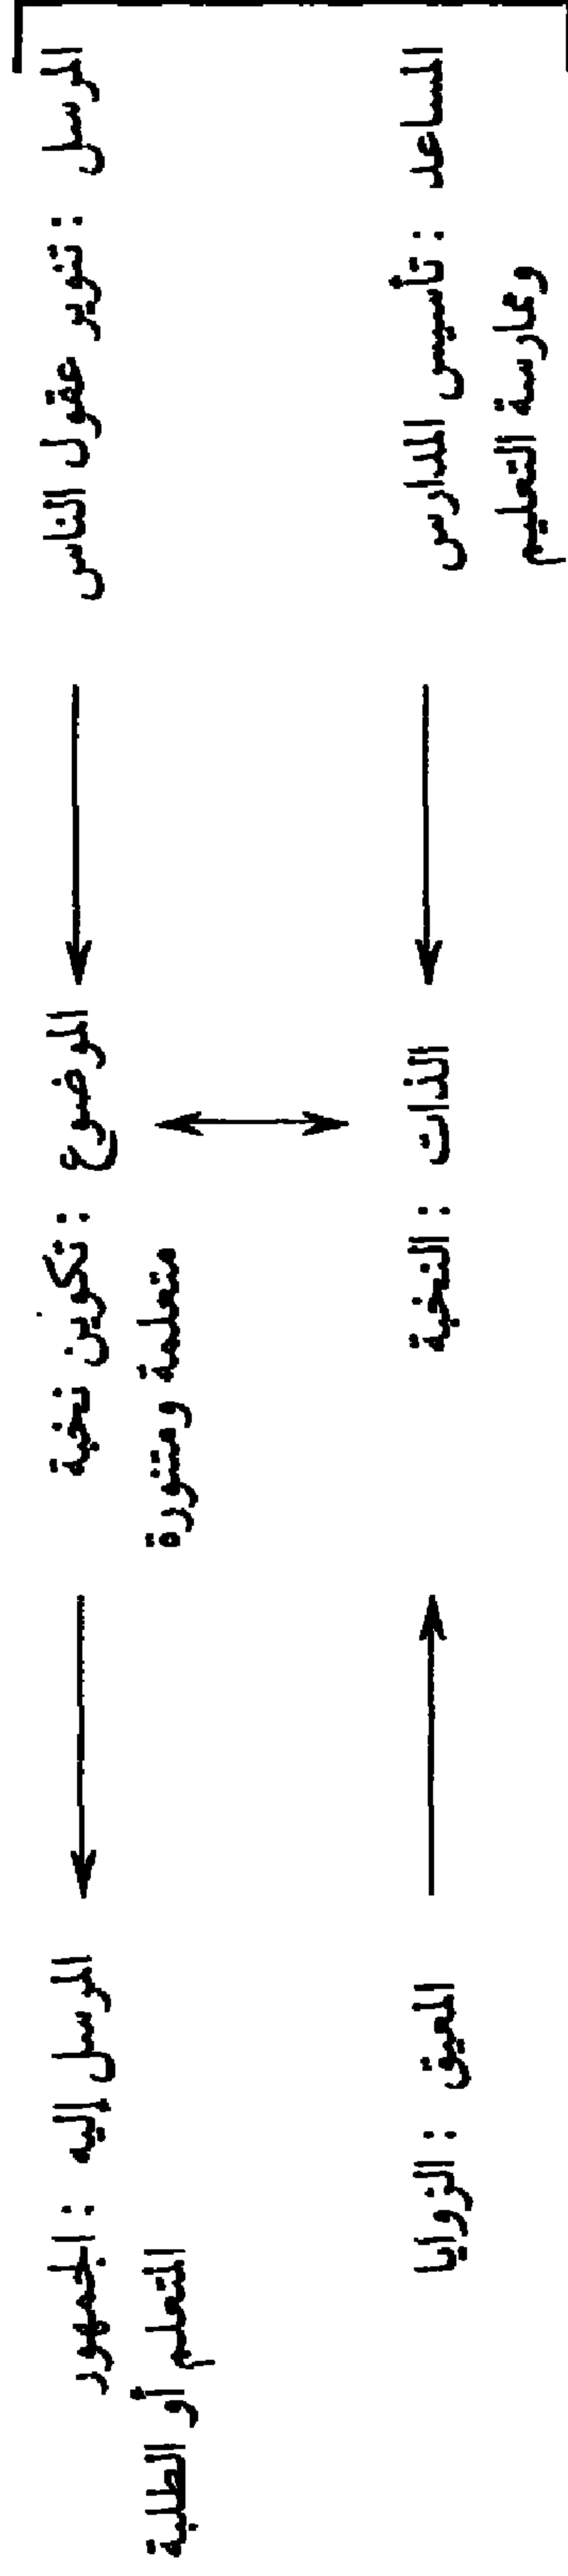 المرسل : تنوير عقول الناس
الموضوع : تكوين نخبة
متعلمة ومتنورة
المرسل إليه : الجمهور
المتعلم أو الطلبة
المساعد : تأسيس المدارس
وممارسة التعليم
الذات : النخبة
المعيق : الزوايا